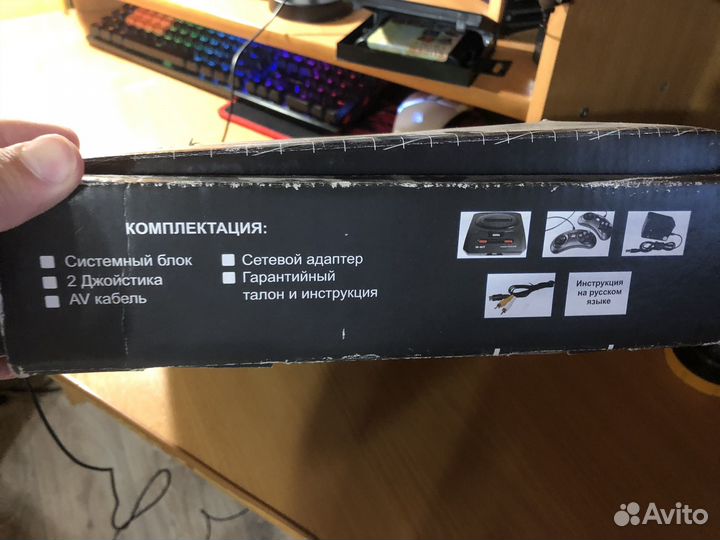 КОМПЛЕКТАЦИЯ:
Системный блок
2 Джойстика
AV кабель
Сетевой адаптер
Гарантийный
талон и инструкция
Инструкция
на русском
языке
Avito